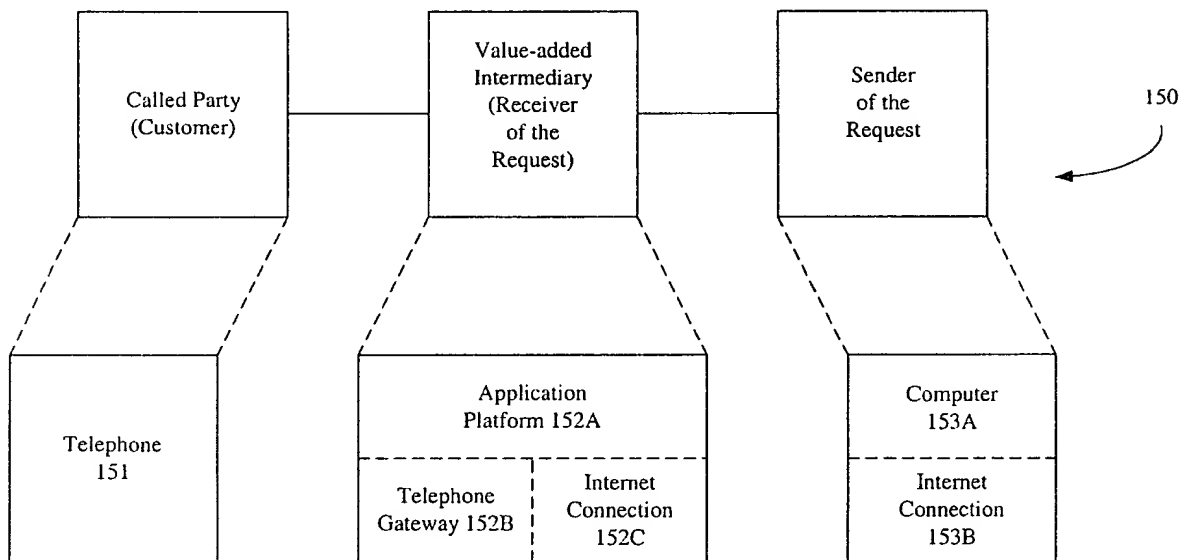 Called Party
(Customer)
Value-added
Intermediary
(Receiver
of the
Request)
Sender
of the
Request
150
Telephone
151
Application
Platform 152A
Telephone
Gateway 152B
Internet
Connection
152C
Computer
153A
Internet
Connection
153B